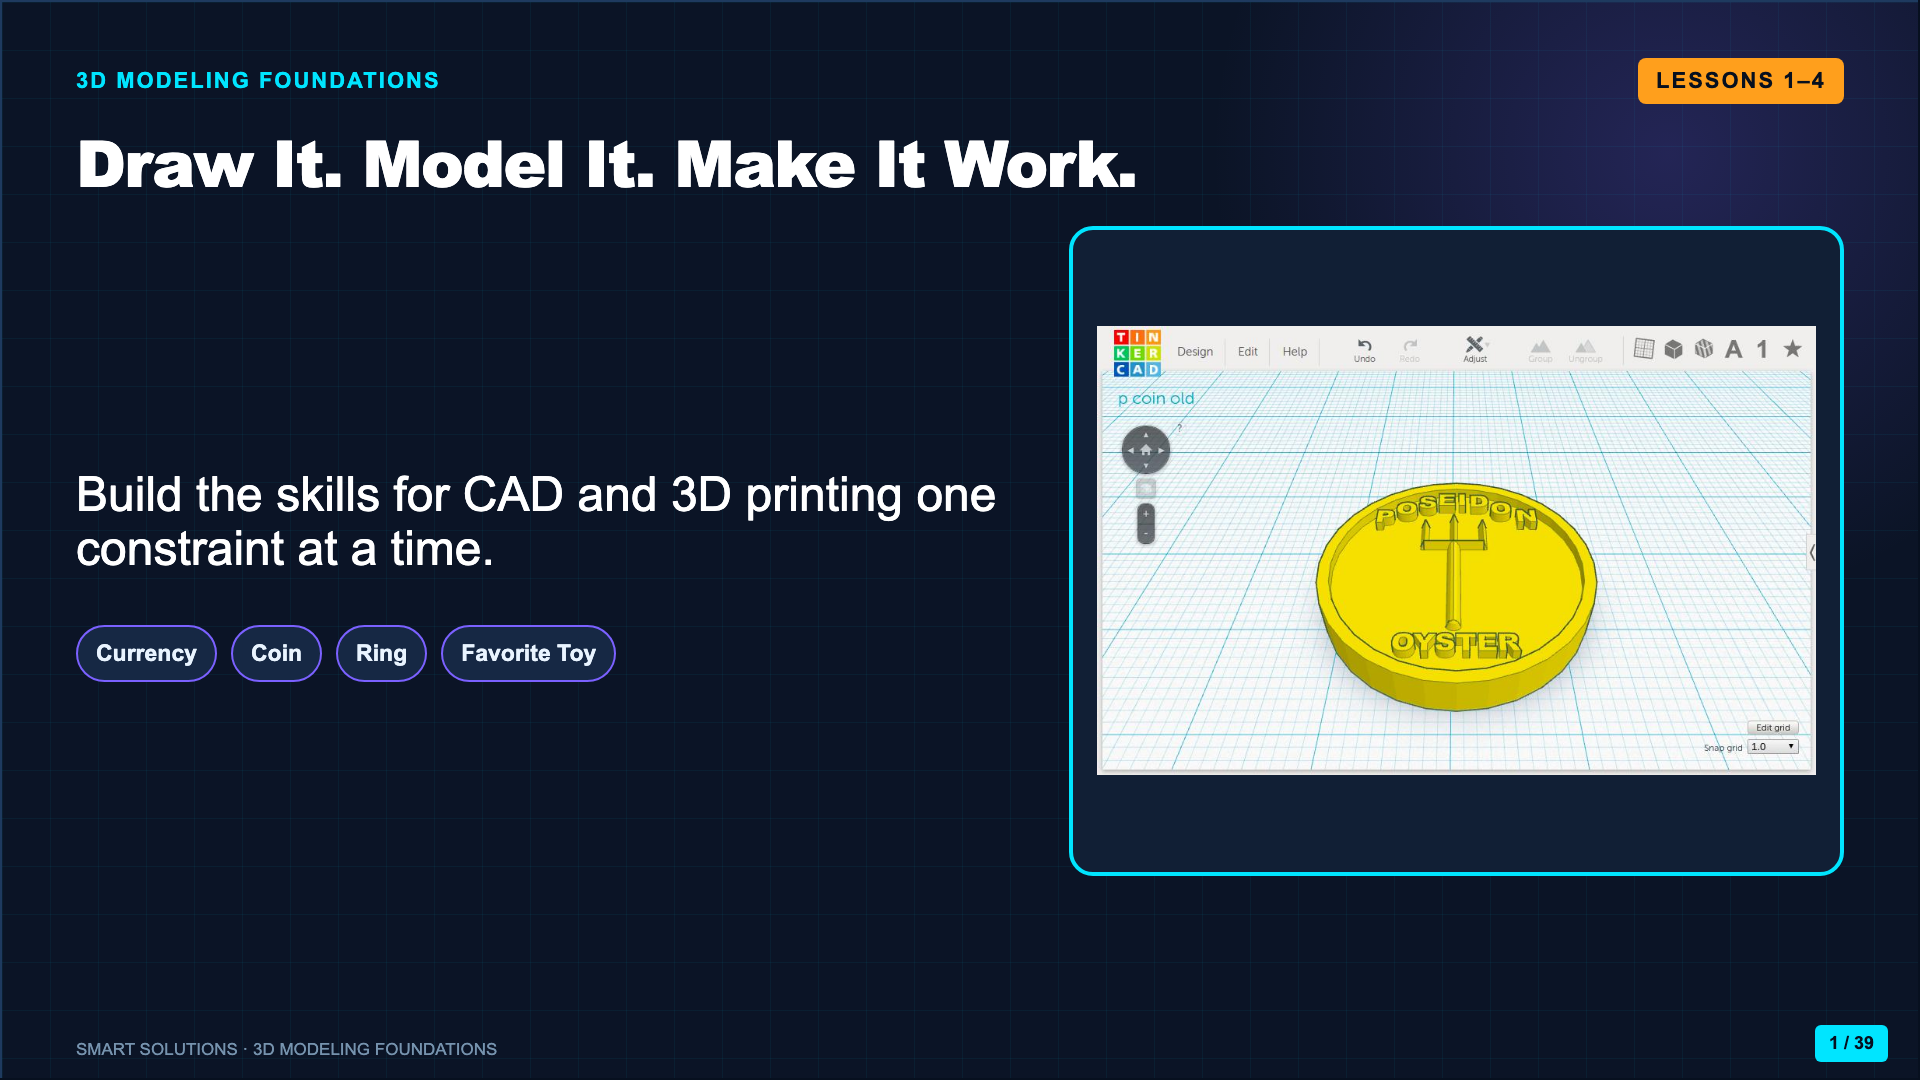 3D MODELING FOUNDATIONS
LESSONS 1–4
Draw It. Model It. Make It Work.
Build the skills for CAD and 3D printing one
constraint at a time.
Currency
Coin
Ring
Favorite Toy
TIN
KER
CAD
Design
Edit
Help
Undo
Redo
Adjust
Group
Ungroup
A
1
p coin old
?
+
-
POSEIDON
OYSTER
Edit grid
Snap grid 1.0
SMART SOLUTIONS · 3D MODELING FOUNDATIONS
1 / 39